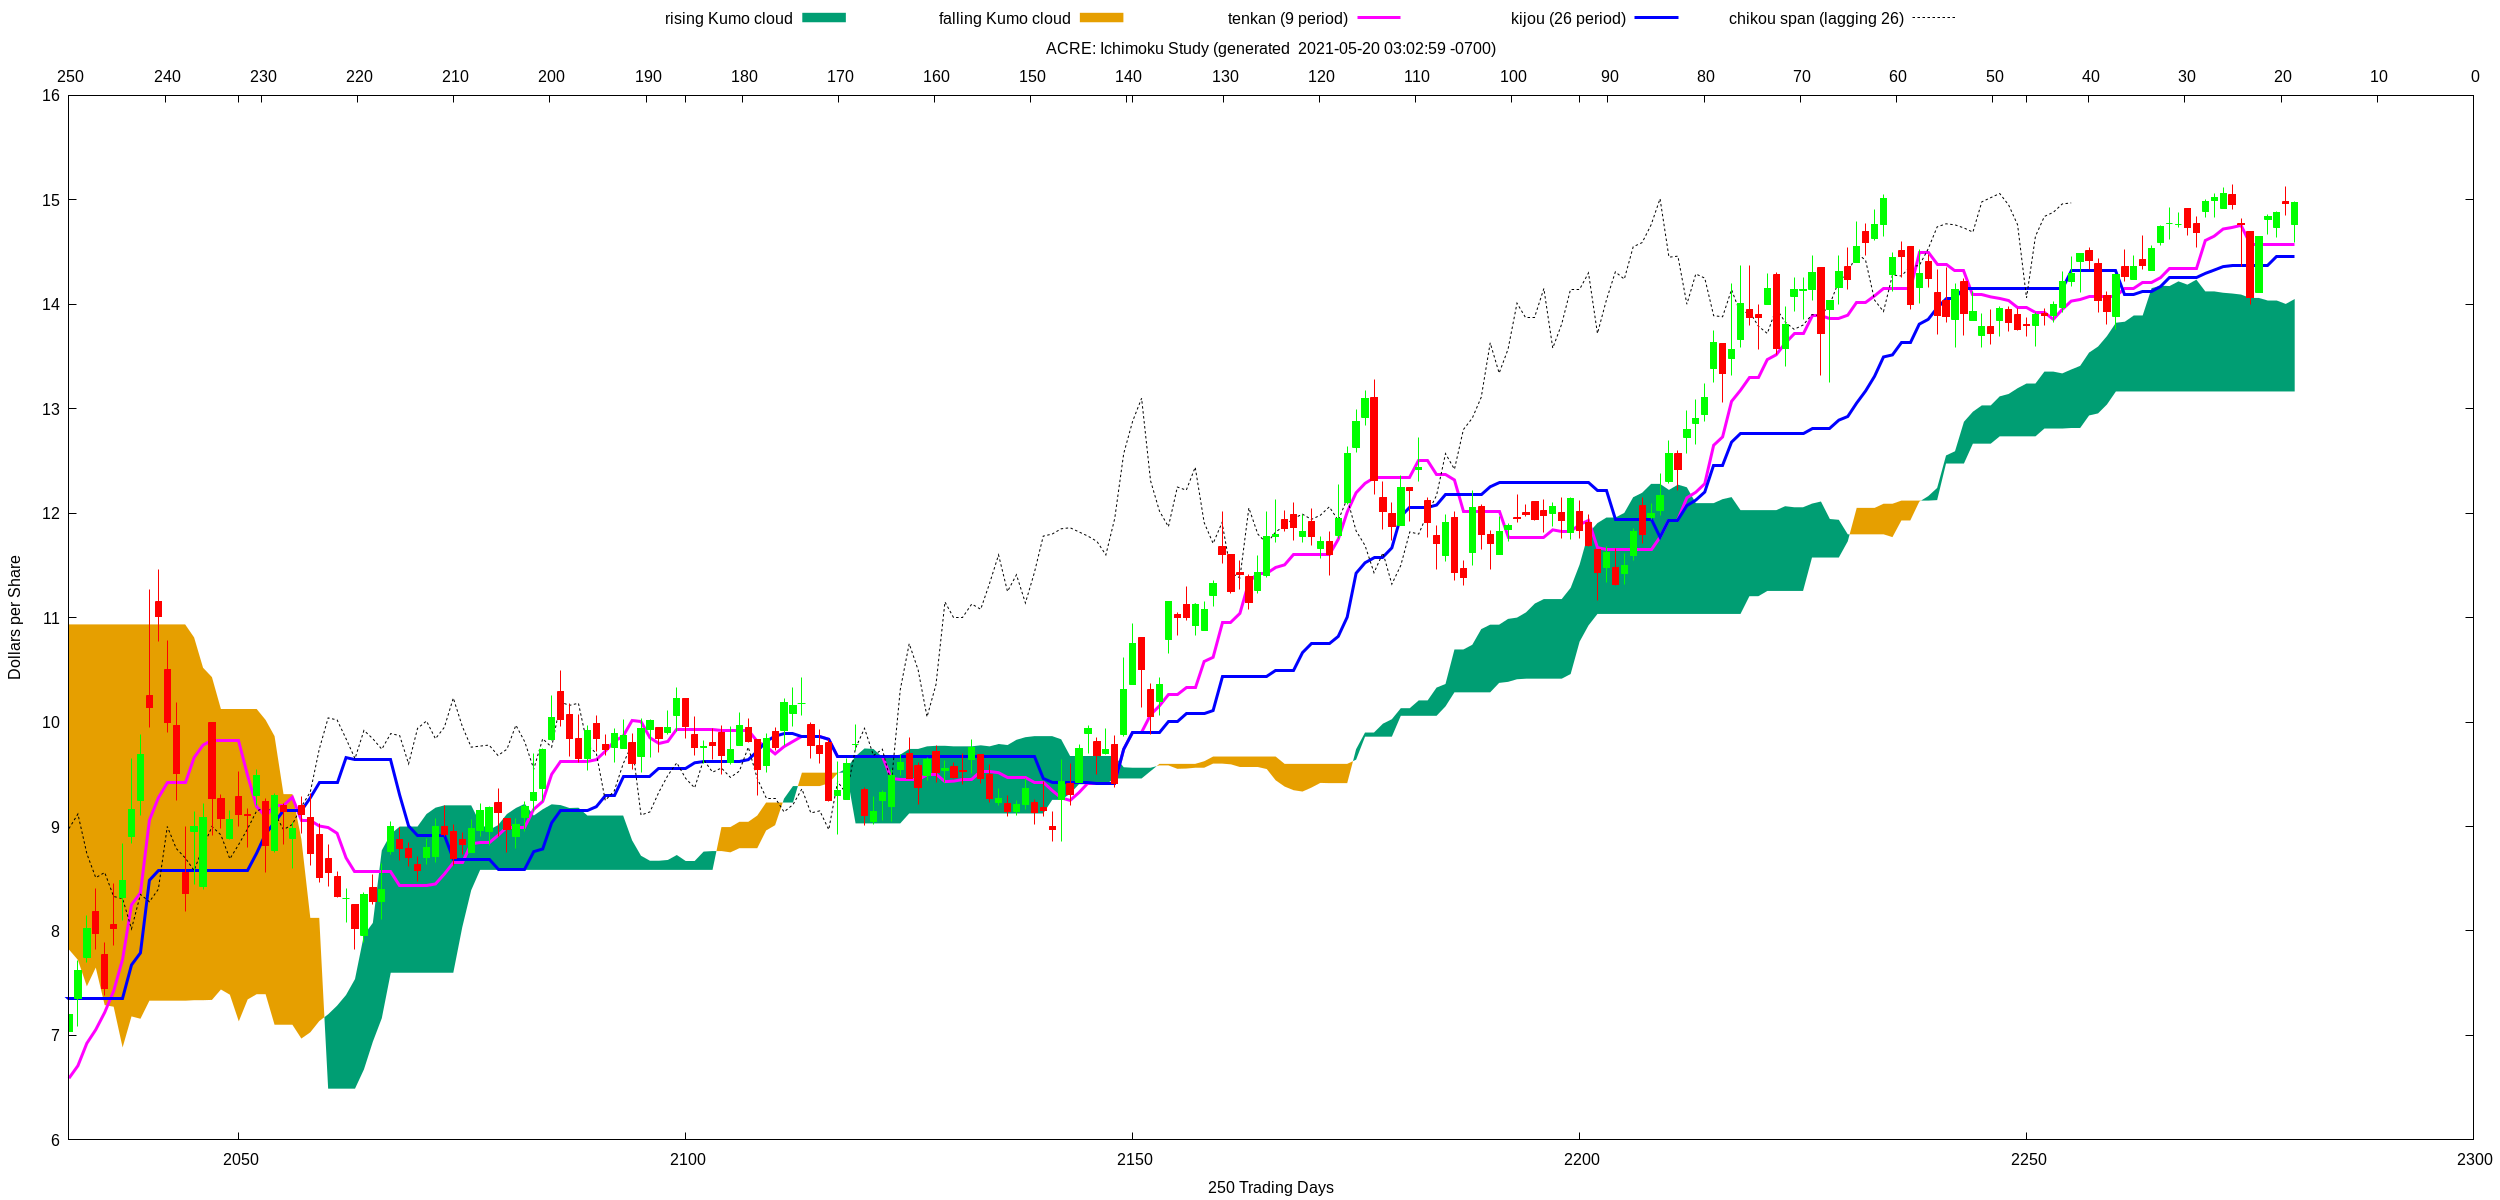 rising Kumo cloud falling Kumo cloud tenkan (9 period) kijou (26 period) chikou span (lagging 26)
ACRE: Ichimoku Study (generated  2021-05-20 03:02:59 -0700)
250 240 230 220 210 200 190 180 170 160 150 140 130 120 110 100 90 80 70 60 50 40 30 20 10 0
16
15
14
13
12
11
10
9
8
7
6
Dollars per Share
2050 2100 2150 2200 2250 2300
250 Trading Days